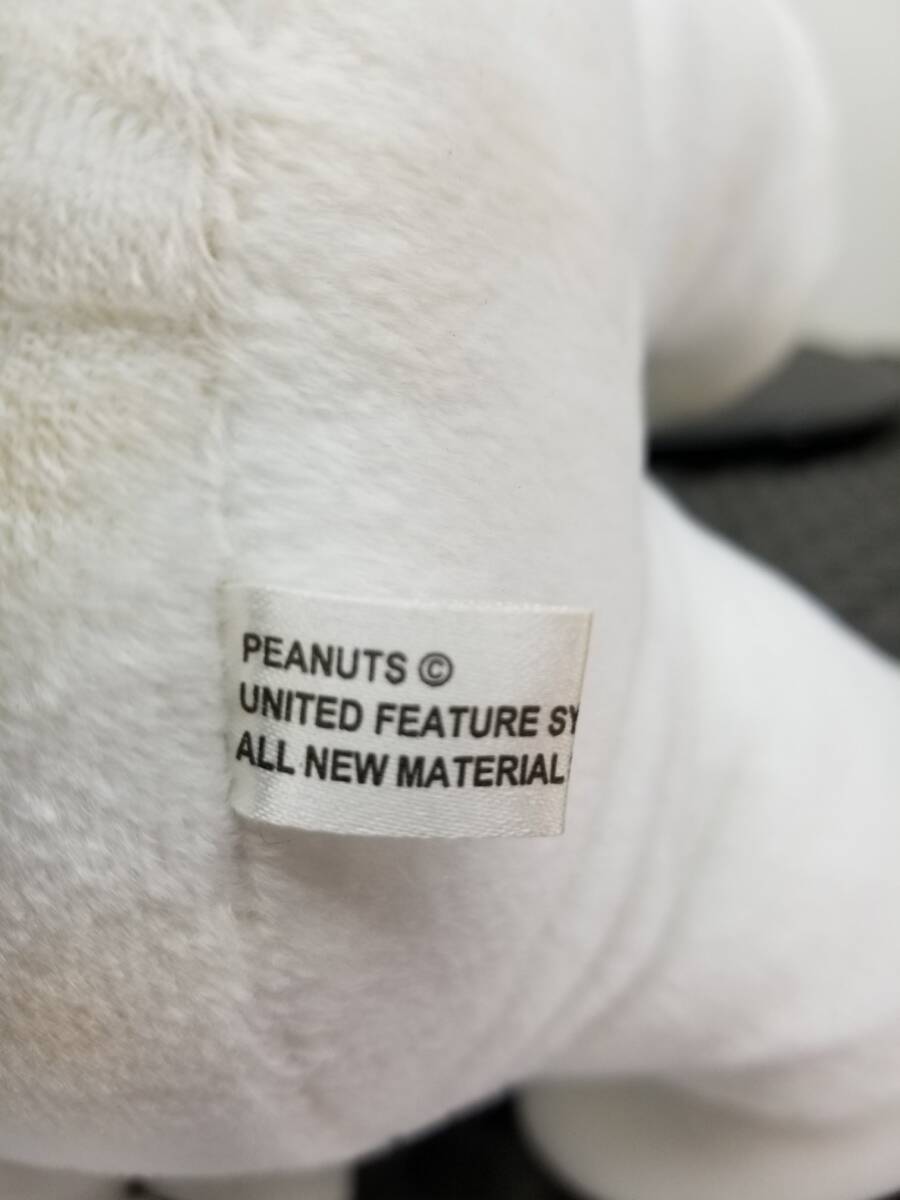 PEANUTS ©
UNITED FEATURE SY
ALL NEW MATERIAL